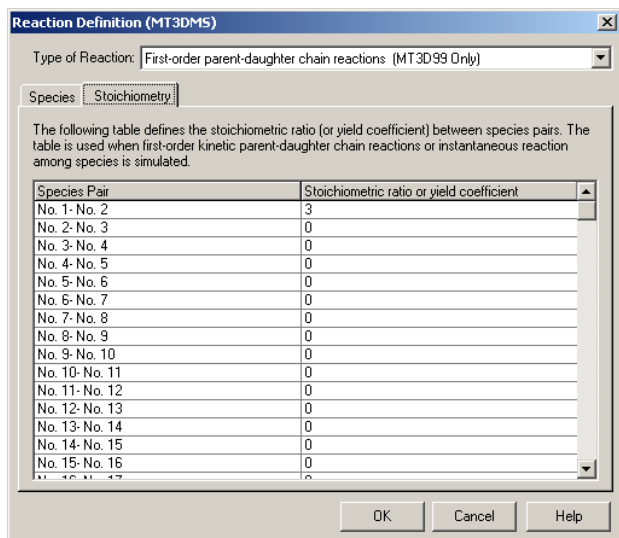 Reaction Definition (MT3DMS)
Type of Reaction: First-order parent-daughter chain reactions (MT3D99 Only)
Species Stoichiometry
The following table defines the stoichiometric ratio (or yield coefficient) between species pairs. The
table is used when first-order kinetic parent-daughter chain reactions or instantaneous reaction
among species is simulated.
Species Pair Stoichiometric ratio or yield coefficient
No. 1- No. 2 3
No. 2- No. 3 0
No. 3- No. 4 0
No. 4- No. 5 0
No. 5- No. 6 0
No. 6- No. 7 0
No. 7- No. 8 0
No. 8- No. 9 0
No. 9- No. 10 0
No. 10- No. 11 0
No. 11- No. 12 0
No. 12- No. 13 0
No. 13- No. 14 0
No. 14- No. 15 0
No. 15- No. 16 0
OK Cancel Help